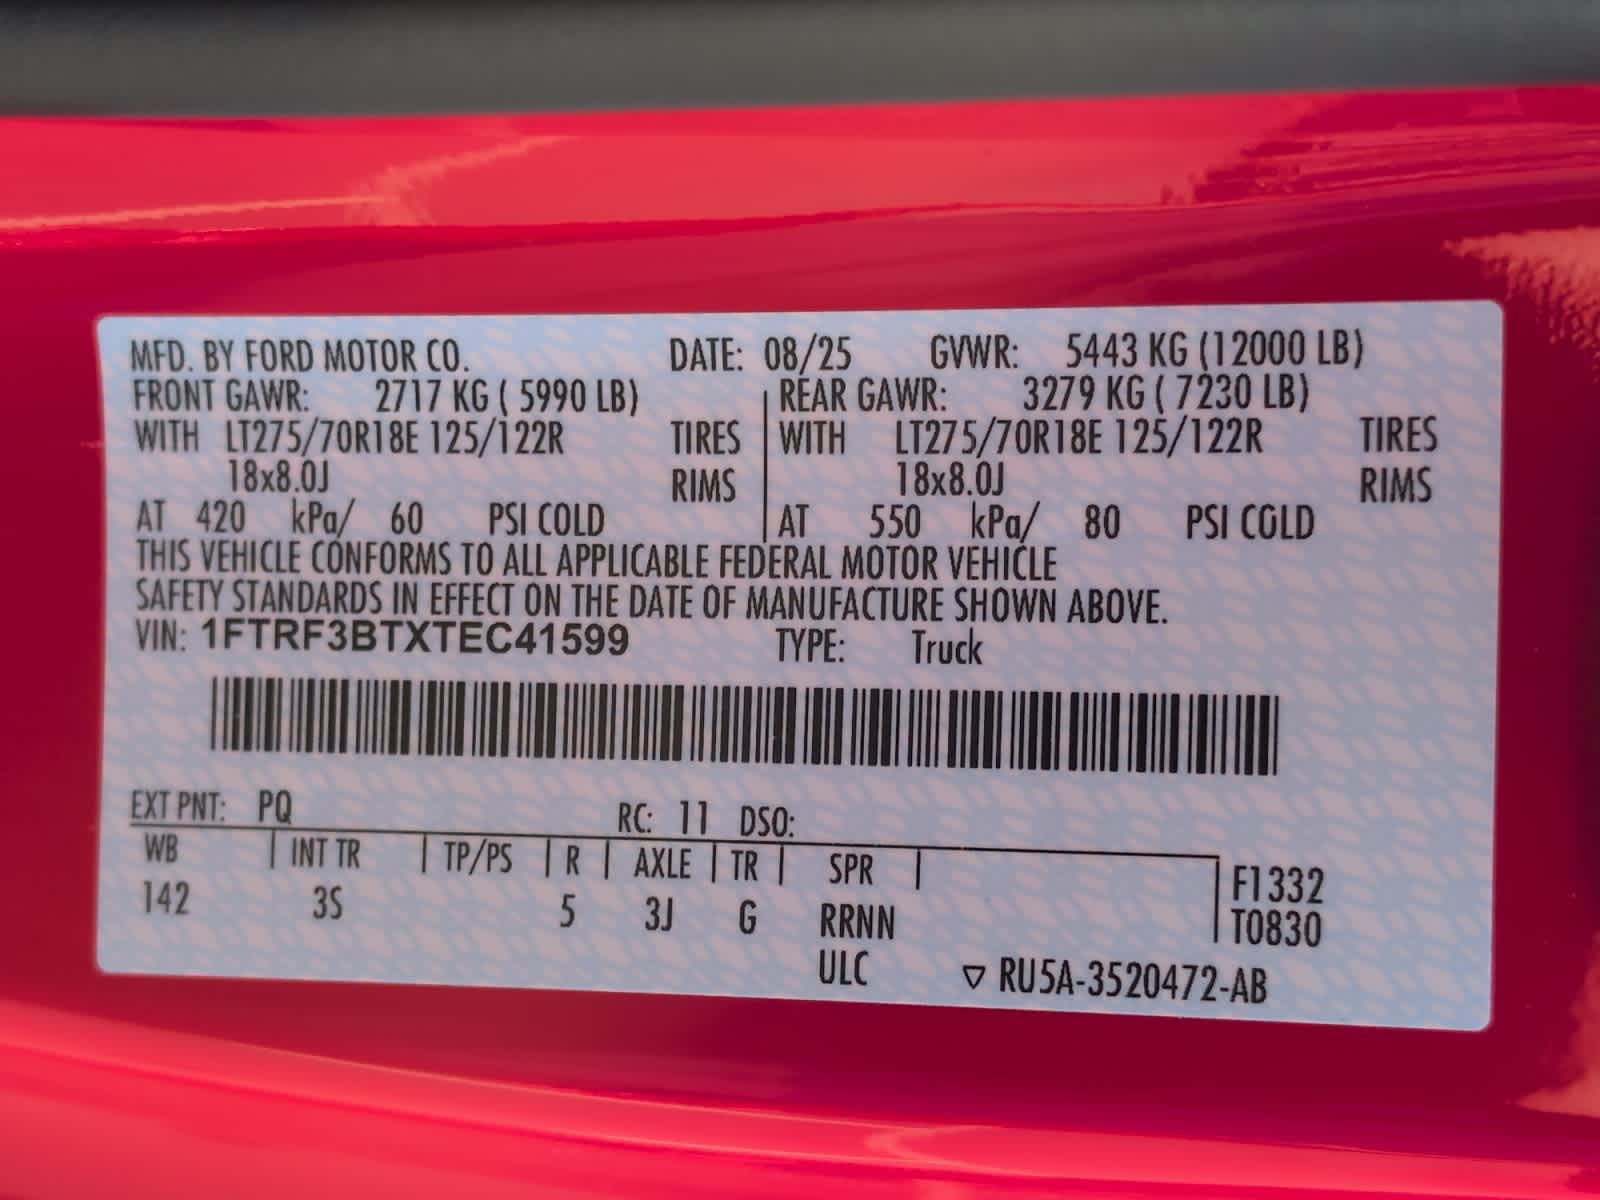 MFD. BY FORD MOTOR CO. DATE: 08/25 GVWR: 5443 KG (12000 LB)
FRONT GAWR: 2717 KG ( 5990 LB) REAR GAWR: 3279 KG ( 7230 LB)
WITH LT275/70R18E 125/122R TIRES WITH LT275/70R18E 125/122R TIRES
18x8.0J RIMS 18x8.0J RIMS
AT 420 kPa/ 60 PSI COLD AT 550 kPa/ 80 PSI COLD
THIS VEHICLE CONFORMS TO ALL APPLICABLE FEDERAL MOTOR VEHICLE
SAFETY STANDARDS IN EFFECT ON THE DATE OF MANUFACTURE SHOWN ABOVE.
VIN: 1FTRF3BTXTEC41599 TYPE: Truck
EXT PNT: PQ RC: 11 DSO:
WB INT TR TP/PS R AXLE TR SPR F1332
142 3S 5 3J G RRNN T0830
ULC ▽ RU5A-3520472-AB